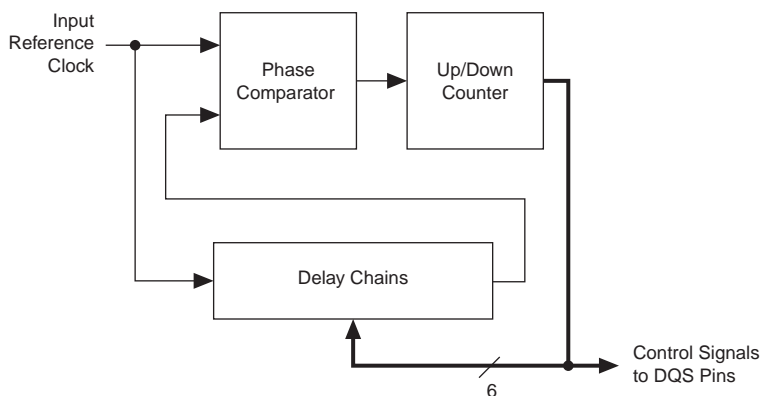 Input
Reference
Clock
Phase
Comparator
Up/Down
Counter
Delay Chains
6
Control Signals
to DQS Pins